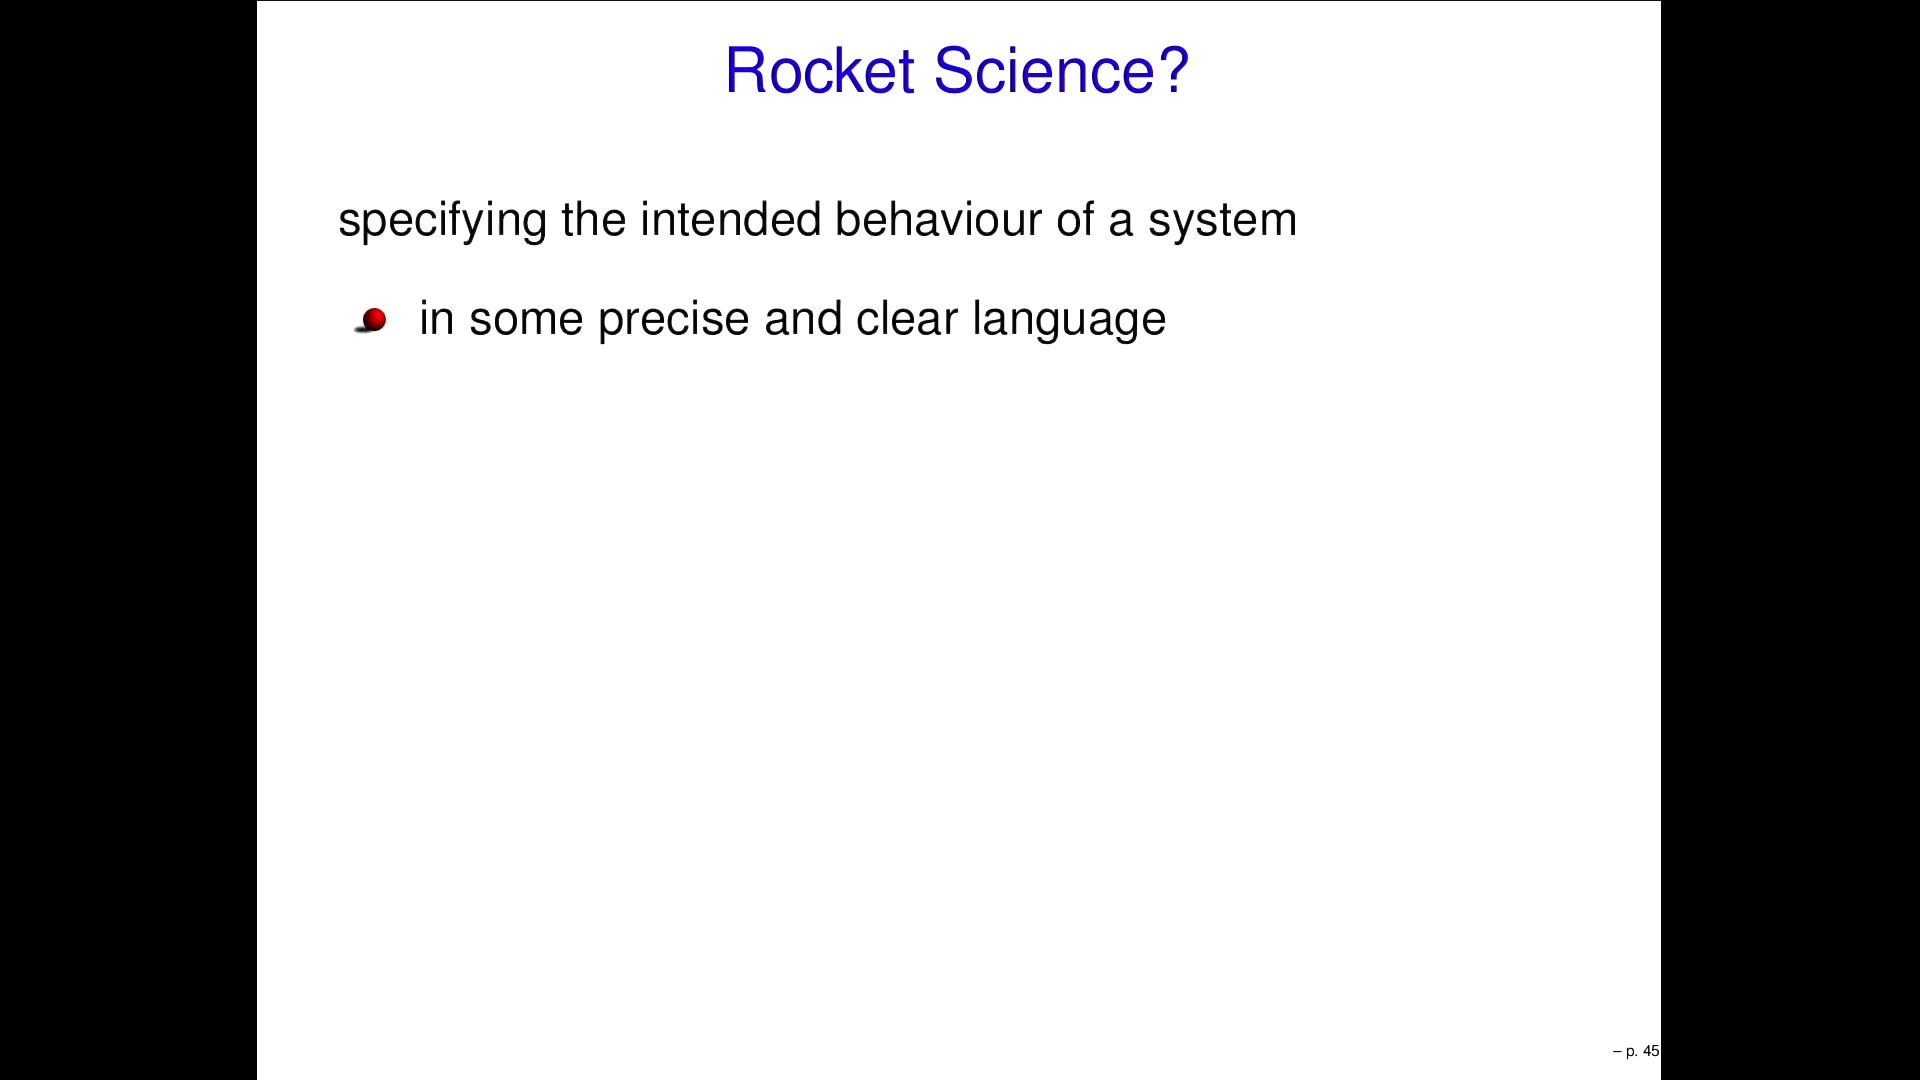 Rocket Science?
specifying the intended behaviour of a system
in some precise and clear language
– p. 45